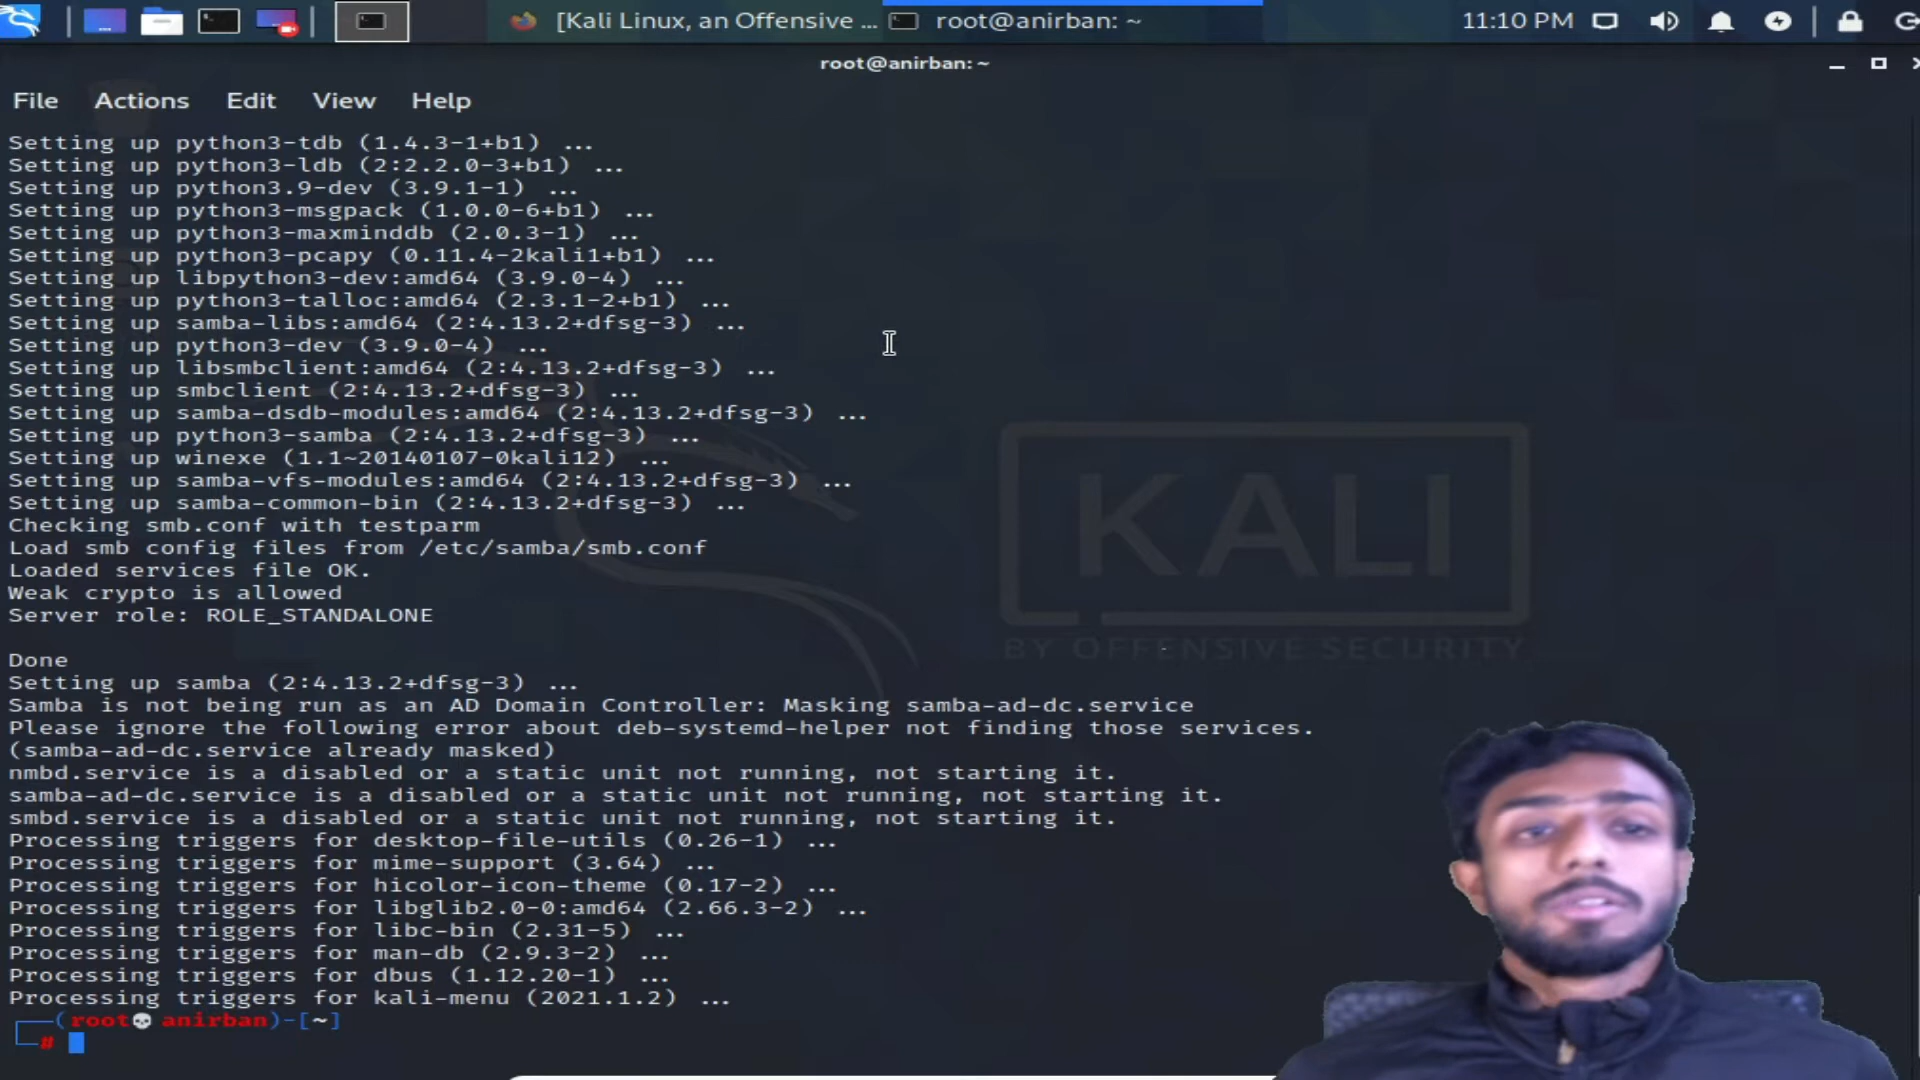 [Kali Linux, an Offensive ...
root@anirban: ~
11:10 PM
root@anirban: ~
File Actions Edit View Help
Setting up python3-tdb (1.4.3-1+b1) ...
Setting up python3-ldb (2:2.2.0-3+b1) ...
Setting up python3.9-dev (3.9.1-1) ...
Setting up python3-msgpack (1.0.0-6+b1) ...
Setting up python3-maxminddb (2.0.3-1) ...
Setting up python3-pcapy (0.11.4-2kali1+b1) ...
Setting up libpython3-dev:amd64 (3.9.0-4) ...
Setting up python3-talloc:amd64 (2.3.1-2+b1) ...
Setting up samba-libs:amd64 (2:4.13.2+dfsg-3) ...
Setting up python3-dev (3.9.0-4) ...
Setting up libsmbclient:amd64 (2:4.13.2+dfsg-3) ...
Setting up smbclient (2:4.13.2+dfsg-3) ...
Setting up samba-dsdb-modules:amd64 (2:4.13.2+dfsg-3) ...
Setting up python3-samba (2:4.13.2+dfsg-3) ...
Setting up winexe (1.1~20140107-0kali12) ...
Setting up samba-vfs-modules:amd64 (2:4.13.2+dfsg-3) ...
Setting up samba-common-bin (2:4.13.2+dfsg-3) ...
Checking smb.conf with testparm
Load smb config files from /etc/samba/smb.conf
Loaded services file OK.
Weak crypto is allowed
Server role: ROLE_STANDALONE
Done
Setting up samba (2:4.13.2+dfsg-3) ...
Samba is not being run as an AD Domain Controller: Masking samba-ad-dc.service
Please ignore the following error about deb-systemd-helper not finding those services.
(samba-ad-dc.service already masked)
nmbd.service is a disabled or a static unit not running, not starting it.
samba-ad-dc.service is a disabled or a static unit not running, not starting it.
smbd.service is a disabled or a static unit not running, not starting it.
Processing triggers for desktop-file-utils (0.26-1) ...
Processing triggers for mime-support (3.64) ...
Processing triggers for hicolor-icon-theme (0.17-2) ...
Processing triggers for libglib2.0-0:amd64 (2.66.3-2) ...
Processing triggers for libc-bin (2.31-5) ...
Processing triggers for man-db (2.9.3-2) ...
Processing triggers for dbus (1.12.20-1) ...
Processing triggers for kali-menu (2021.1.2) ...
(root💀anirban)-[~]
#
KALI
BY OFFENSIVE SECURITY